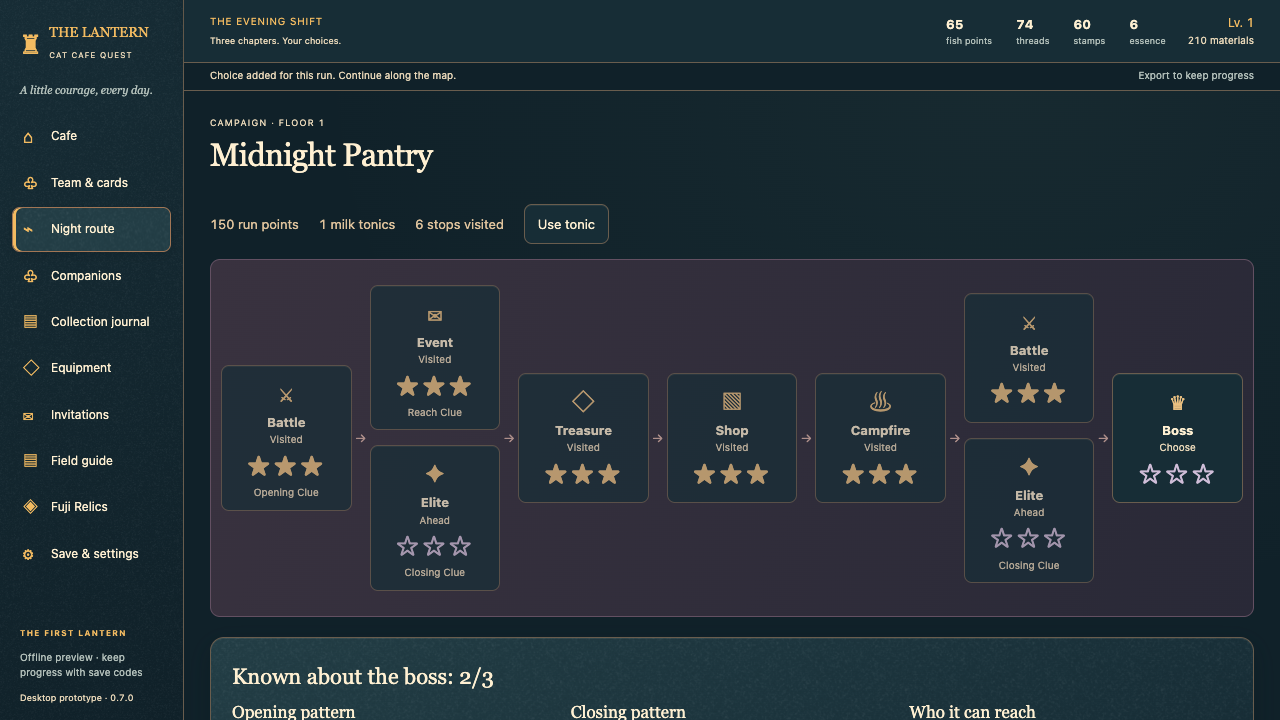 THE LANTERN
CAT CAFE QUEST
A little courage, every day.
Cafe
Team & cards
Night route
Companions
Collection journal
Equipment
Invitations
Field guide
Fuji Relics
Save & settings
THE FIRST LANTERN
Offline preview · keep
progress with save codes
Desktop prototype · 0.7.0
THE EVENING SHIFT
Three chapters. Your choices.
65
fish points
74
threads
60
stamps
6
essence
Lv. 1
210 materials
Choice added for this run. Continue along the map.
Export to keep progress
CAMPAIGN · FLOOR 1
Midnight Pantry
150 run points
1 milk tonics
6 stops visited
Use tonic
Battle
Visited
Opening Clue
Event
Visited
Reach Clue
Elite
Ahead
Closing Clue
Treasure
Visited
Shop
Visited
Campfire
Visited
Battle
Visited
Elite
Ahead
Closing Clue
Boss
Choose
Known about the boss: 2/3
Opening pattern
Closing pattern
Who it can reach